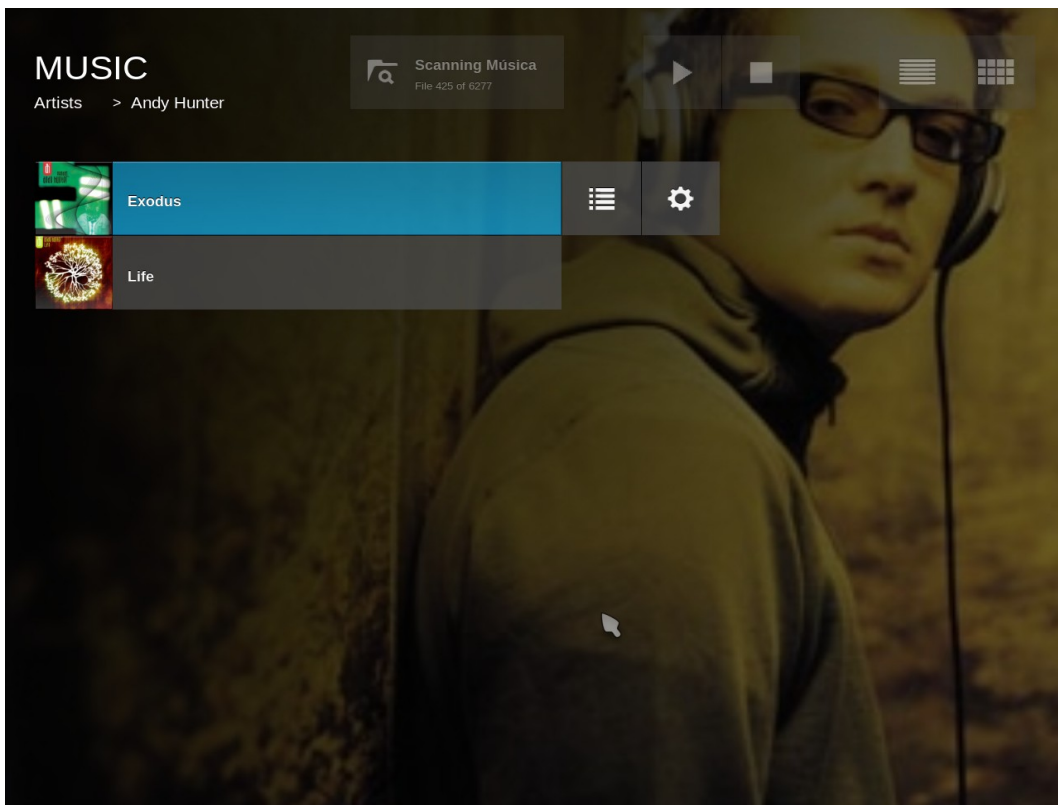 MUSIC
Artists > Andy Hunter
Scanning Música
File 425 of 6277
Exodus
Life